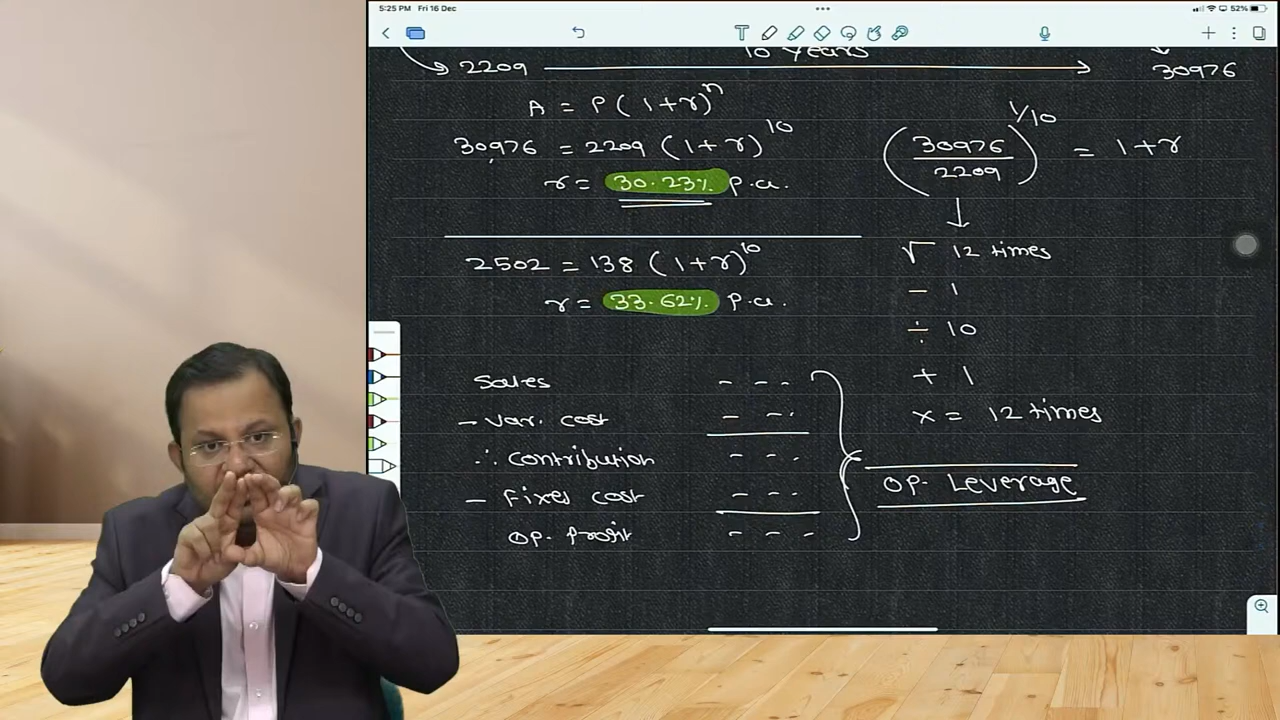 5:25 PM Fri 16 Dec
52%
10 Years
2209
30976
A = P(1+r)^n
30976 = 2209 (1+r)^10
r = 30.23% p.a.
2502 = 138 (1+r)^10
r = 33.62% p.a.
(30976/2209)^1/10 = 1+r
√ 12 times
- 1
÷ 10
+ 1
x = 12 times
Sales - - -
- Var. cost - - -
∴ Contribution - - -
- Fixes cost - - -
Op. Profit - - -
Op. Leverage